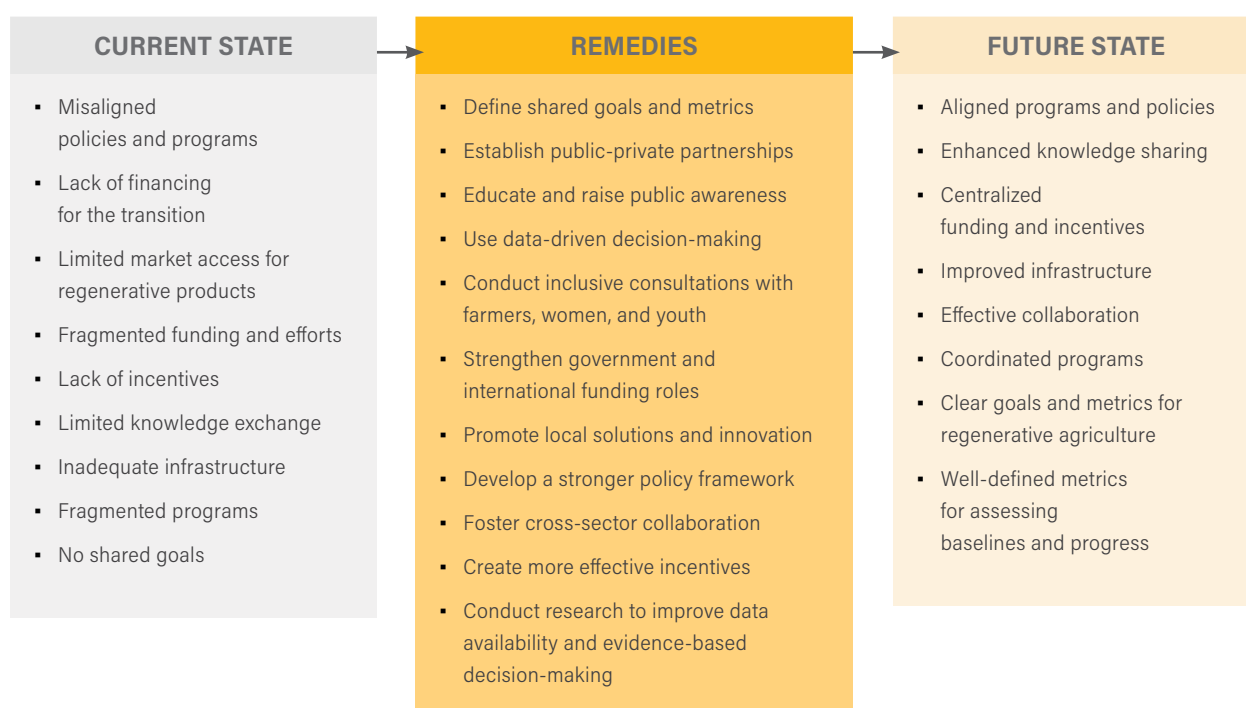 CURRENT STATE
▪ Misaligned
policies and programs
▪ Lack of financing
for the transition
▪ Limited market access for
regenerative products
▪ Fragmented funding and efforts
▪ Lack of incentives
▪ Limited knowledge exchange
▪ Inadequate infrastructure
▪ Fragmented programs
▪ No shared goals
REMEDIES
▪ Define shared goals and metrics
▪ Establish public-private partnerships
▪ Educate and raise public awareness
▪ Use data-driven decision-making
▪ Conduct inclusive consultations with
farmers, women, and youth
▪ Strengthen government and
international funding roles
▪ Promote local solutions and innovation
▪ Develop a stronger policy framework
▪ Foster cross-sector collaboration
▪ Create more effective incentives
▪ Conduct research to improve data
availability and evidence-based
decision-making
FUTURE STATE
▪ Aligned programs and policies
▪ Enhanced knowledge sharing
▪ Centralized
funding and incentives
▪ Improved infrastructure
▪ Effective collaboration
▪ Coordinated programs
▪ Clear goals and metrics for
regenerative agriculture
▪ Well-defined metrics
for assessing
baselines and progress